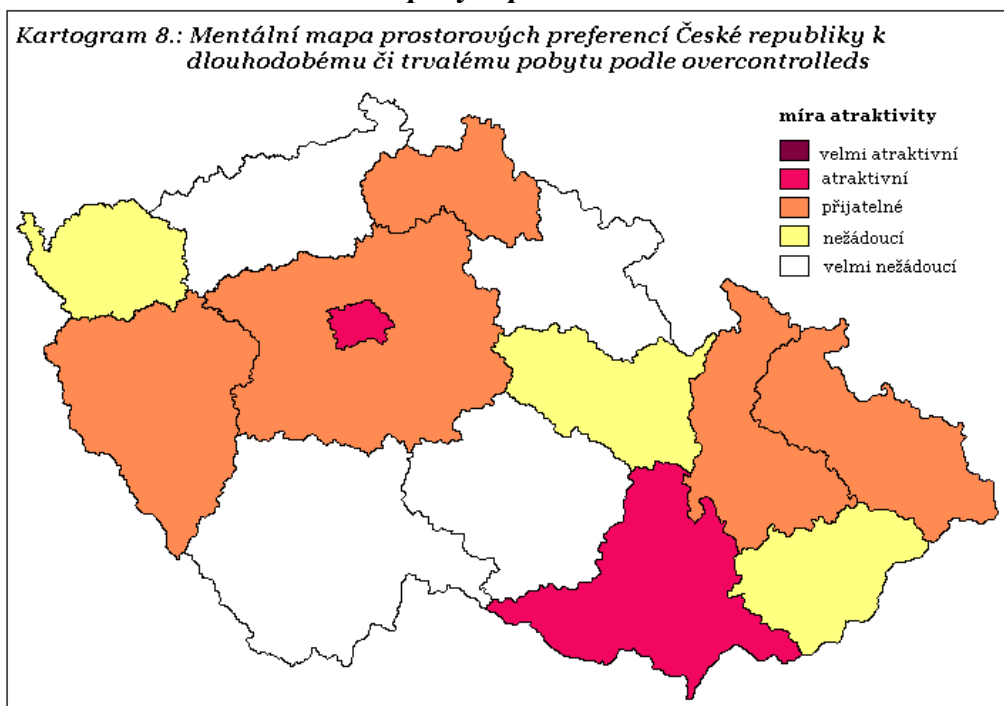 Kartogram 8.: Mentální mapa prostorových preferencí České republiky k
dlouhodobému či trvalému pobytu podle overcontrolleds
míra atraktivity
velmi atraktivní
atraktivní
přijatelné
nežádoucí
velmi nežádoucí